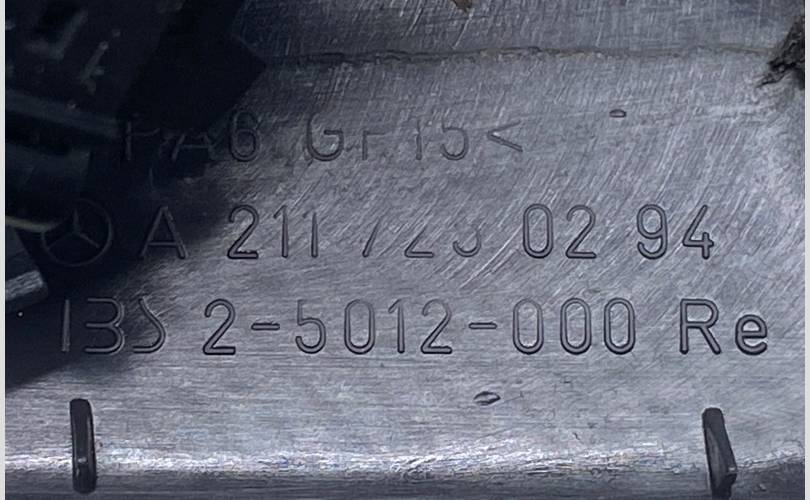 PA6 GF15<
A 211 723 02 94
IBS 2-5012-000 Re